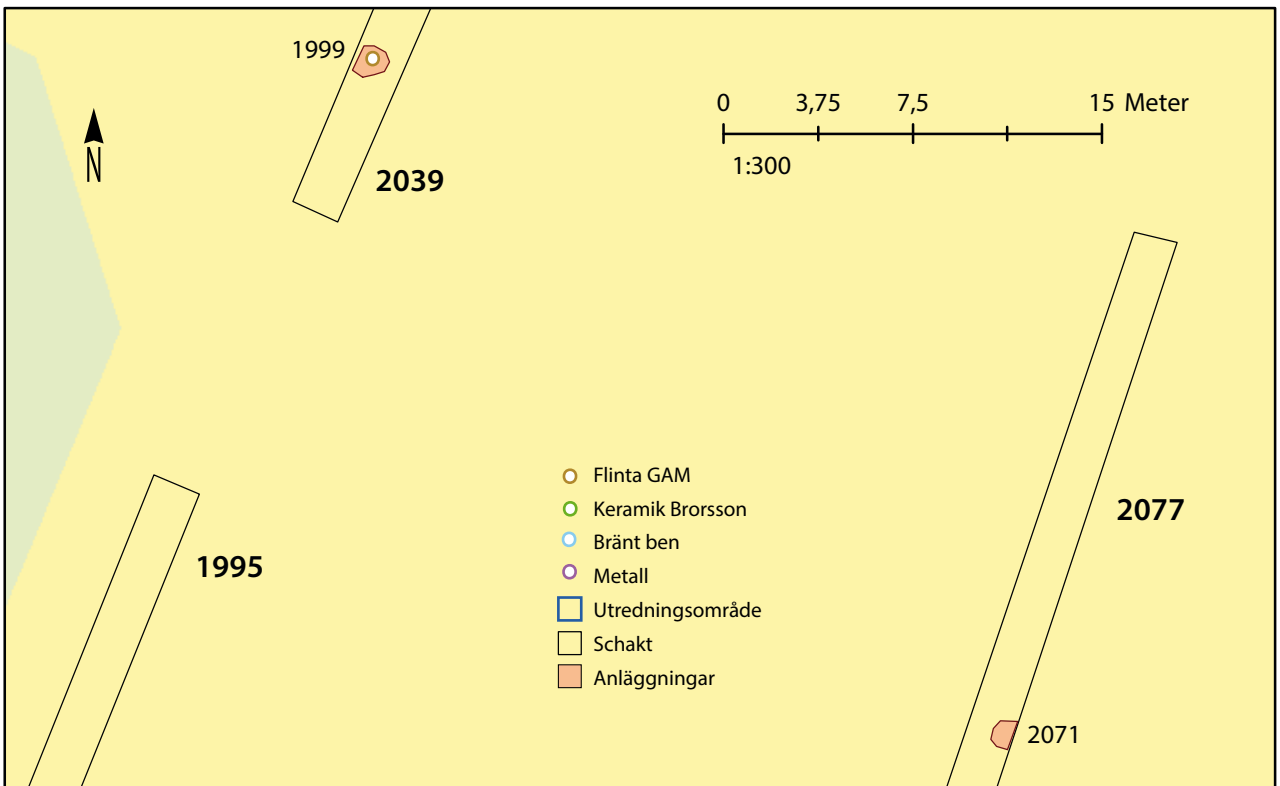 1999
0 3,75 7,5 15 Meter
1:300
N
2039
Flinta GAM
Keramik Brorsson
Bränt ben
Metall
Utredningsområde
Schakt
Anläggningar
2077
1995
2071